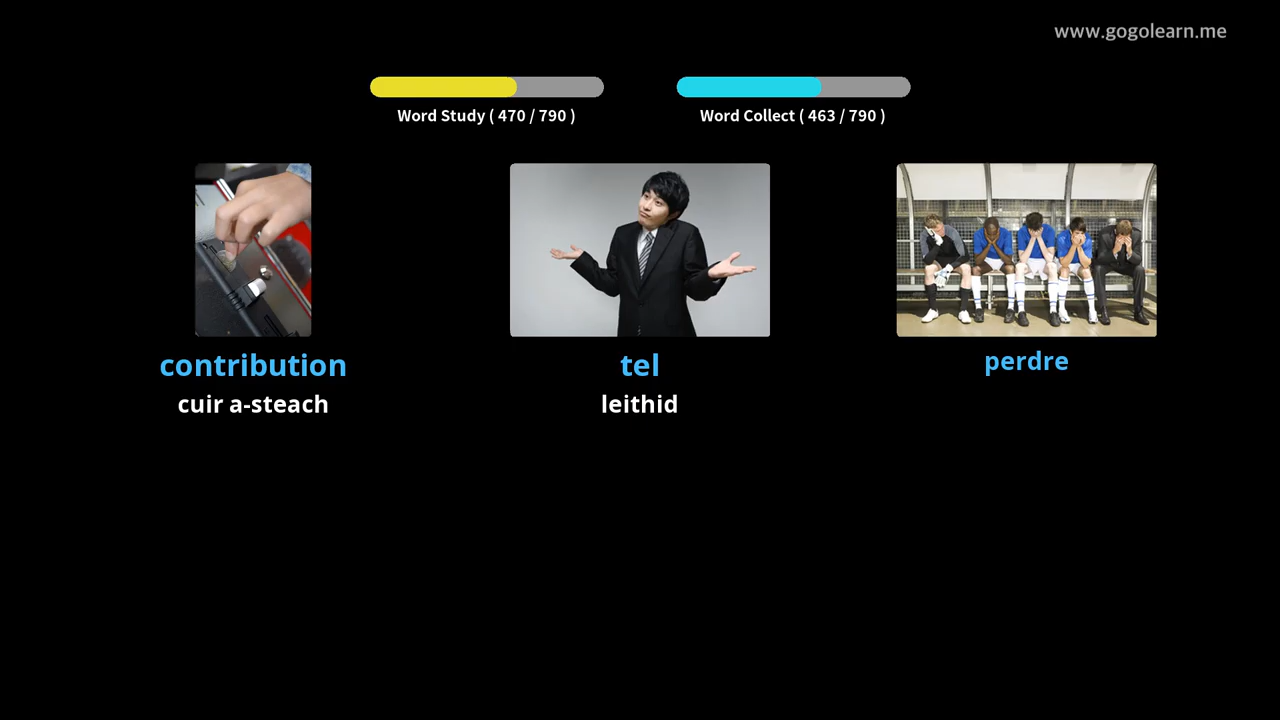 www.gogolearn.me
Word Study ( 470 / 790 )
Word Collect ( 463 / 790 )
contribution
cuir a-steach
tel
leithid
perdre